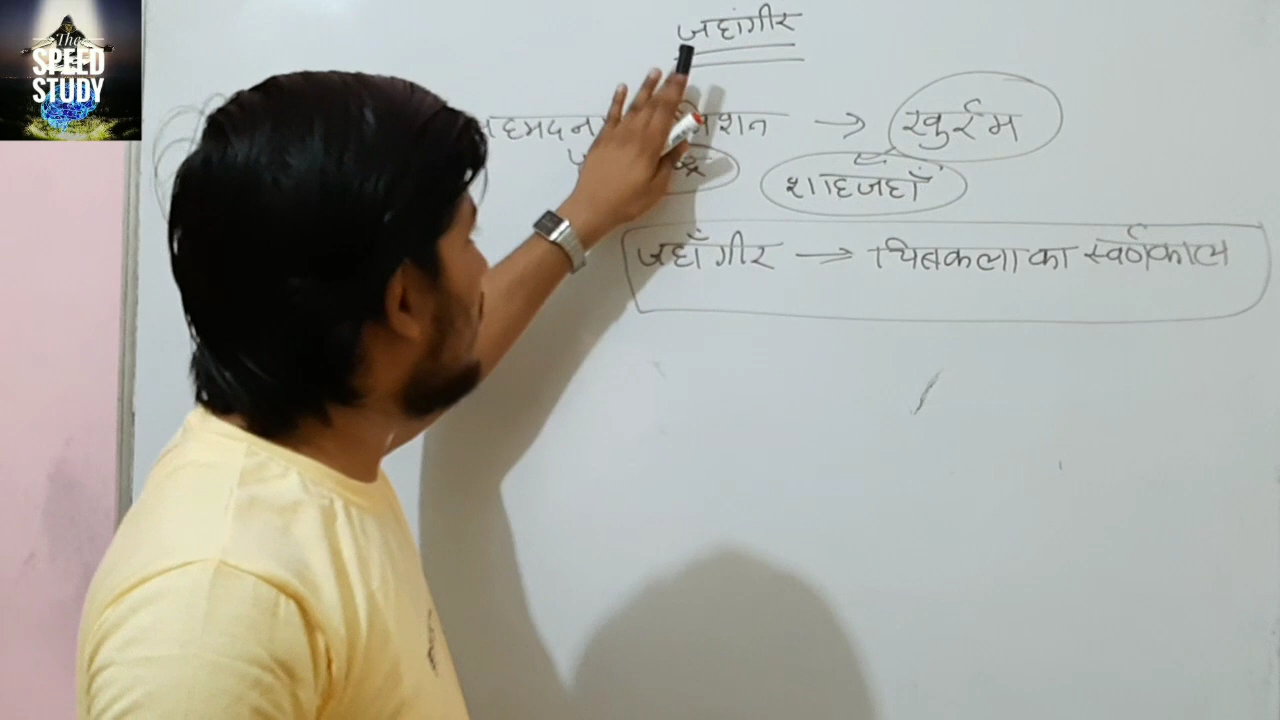 The
SPEED
STUDY
जहांगीर
→ खुर्रम
शाहजहाँ
जहाँगीर → चित्रकला का स्वर्णकाल